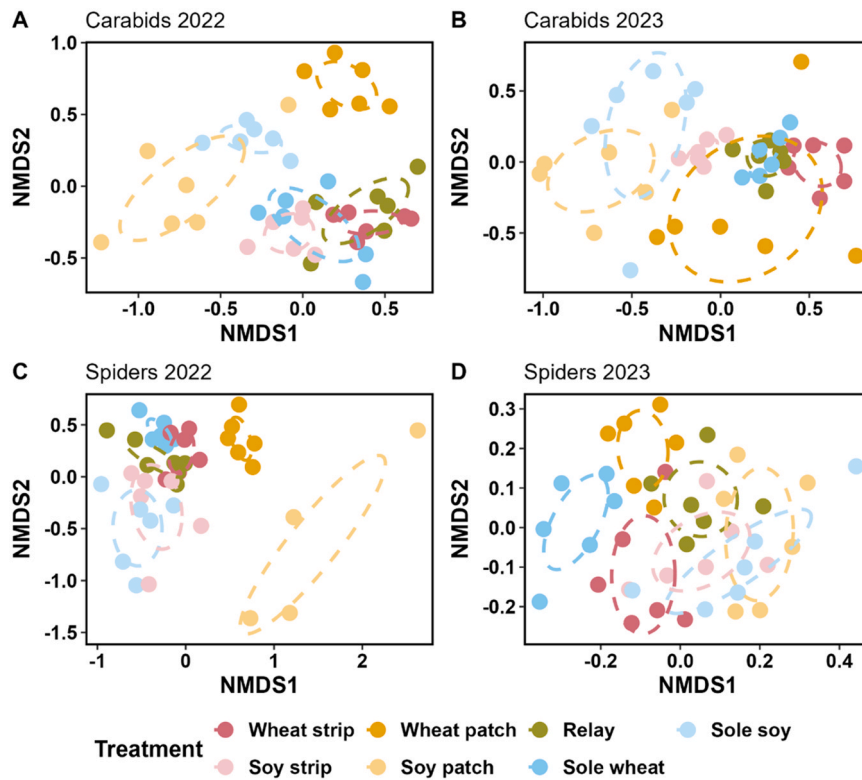 A Carabids 2022
B Carabids 2023
1.0
0.5
0.0
-0.5
NMDS2
-1.0 -0.5 0.0 0.5
NMDS1
1.0
0.5
0.0
-0.5
NMDS2
-1.0 -0.5 0.0 0.5
NMDS1
C Spiders 2022
D Spiders 2023
0.5
0.0
-0.5
-1.0
-1.5
NMDS2
-1 0 1 2
NMDS1
0.3
0.2
0.1
0.0
-0.1
-0.2
NMDS2
-0.2 0.0 0.2 0.4
NMDS1
Treatment
Wheat strip Wheat patch Relay Sole soy
Soy strip Soy patch Sole wheat